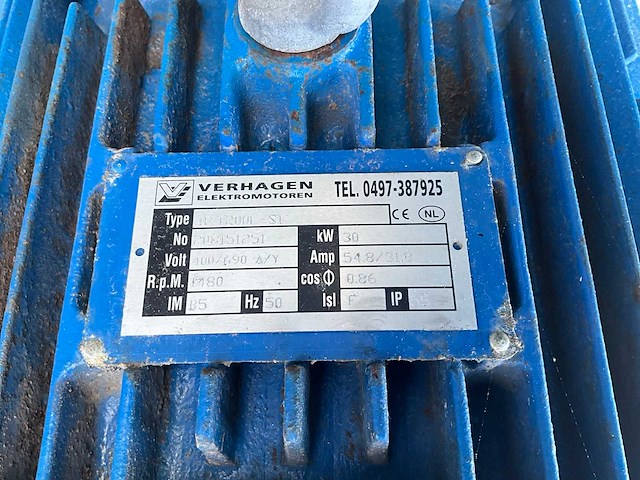 VERHAGEN TEL. 0497-387925
ELEKTROMOTOREN
Type CE NL
No kW 30
Volt 400/690 Δ/Y Amp 54.8/31.8
R.p.M. 1480 cosΦ 0.86
IM B5 Hz 50 Isl F IP